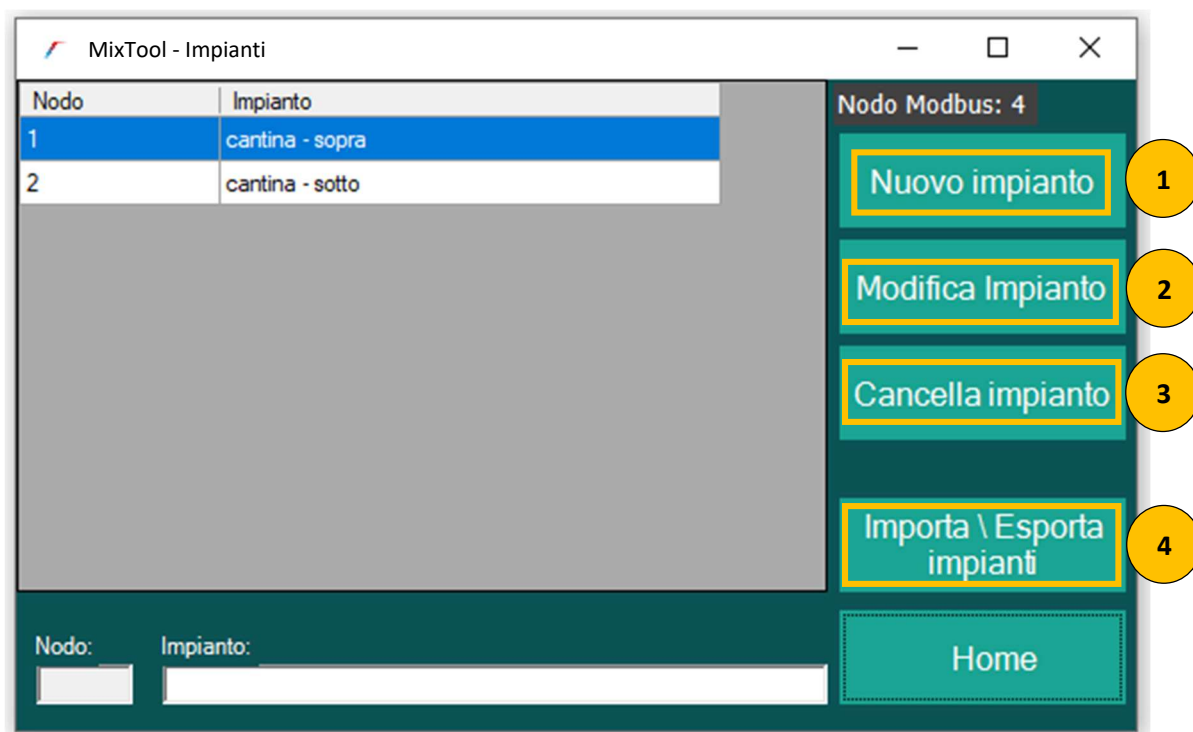 MixTool - Impianti
Nodo Impianto
1 cantina - sopra
2 cantina - sotto
Nodo Modbus: 4
Nuovo impianto 1
Modifica Impianto 2
Cancella impianto 3
Importa \ Esporta
impianti 4
Nodo: Impianto:
Home